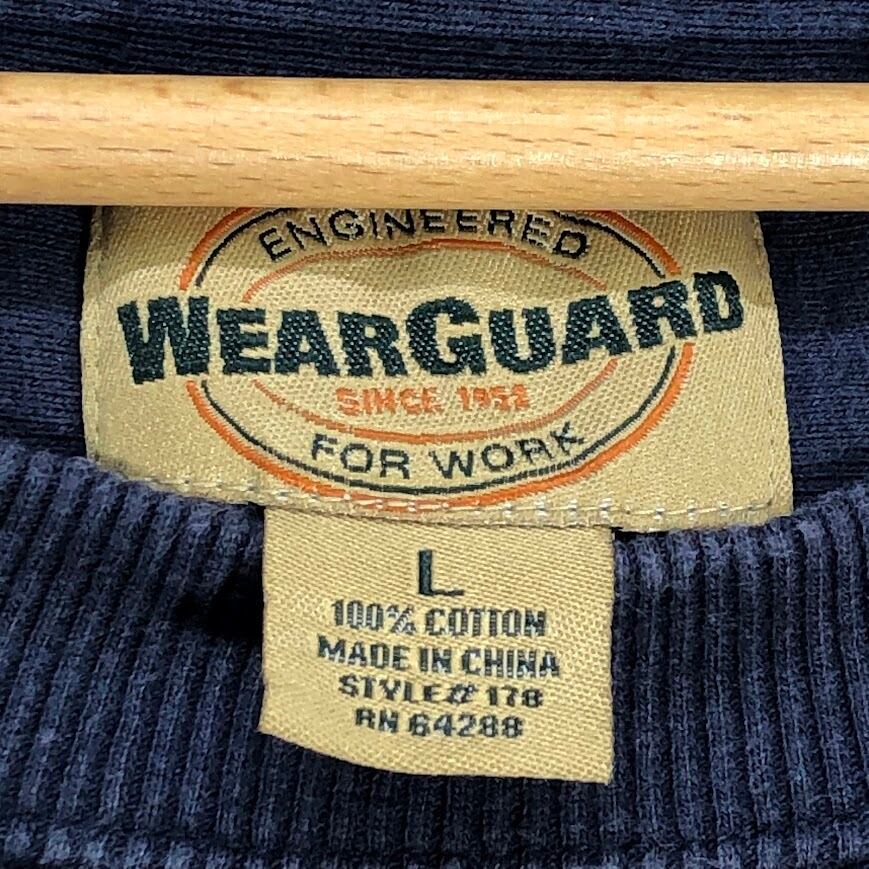 ENGINEERED
WEARGUARD
SINCE 1952
FOR WORK
L
100% COTTON
MADE IN CHINA
STYLE# 178
RN 64288